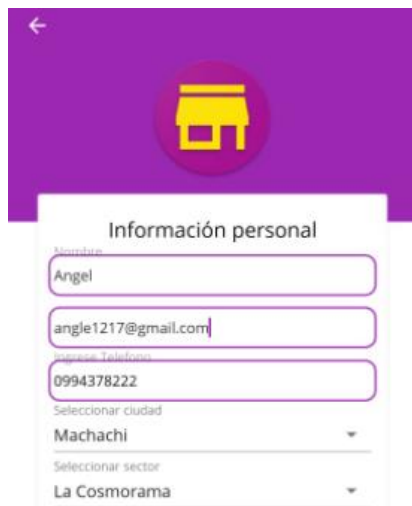 Información personal
Nombre
Angel
angle1217@gmail.com
Ingrese Telefono
0994378222
Seleccionar ciudad
Machachi
Seleccionar sector
La Cosmorama